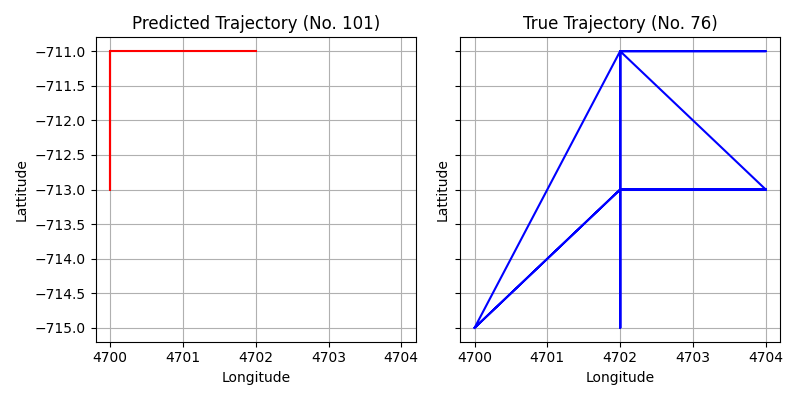 Predicted Trajectory (No. 101)
True Trajectory (No. 76)
−711.0
−711.5
−712.0
−712.5
−713.0
−713.5
−714.0
−714.5
−715.0
Lattitude
Lattitude
4700 4701 4702 4703 4704
4700 4701 4702 4703 4704
Longitude
Longitude